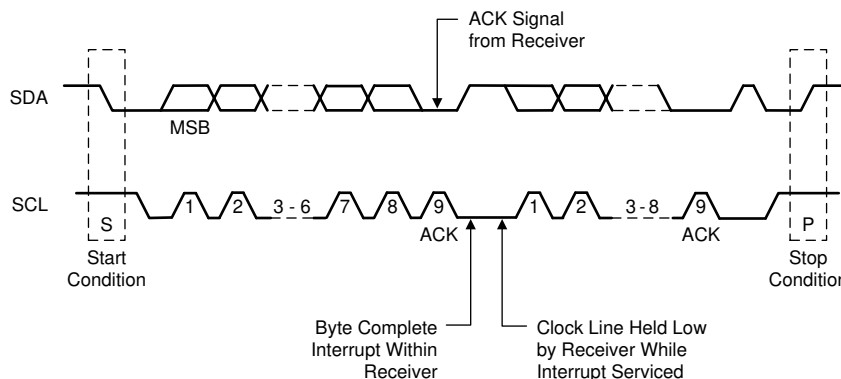 ACK Signal
from Receiver
SDA
MSB
SCL
S
1
2
3 - 6
7
8
9
1
2
3 - 8
9
P
ACK
ACK
Start
Condition
Stop
Condition
Byte Complete
Interrupt Within
Receiver
Clock Line Held Low
by Receiver While
Interrupt Serviced